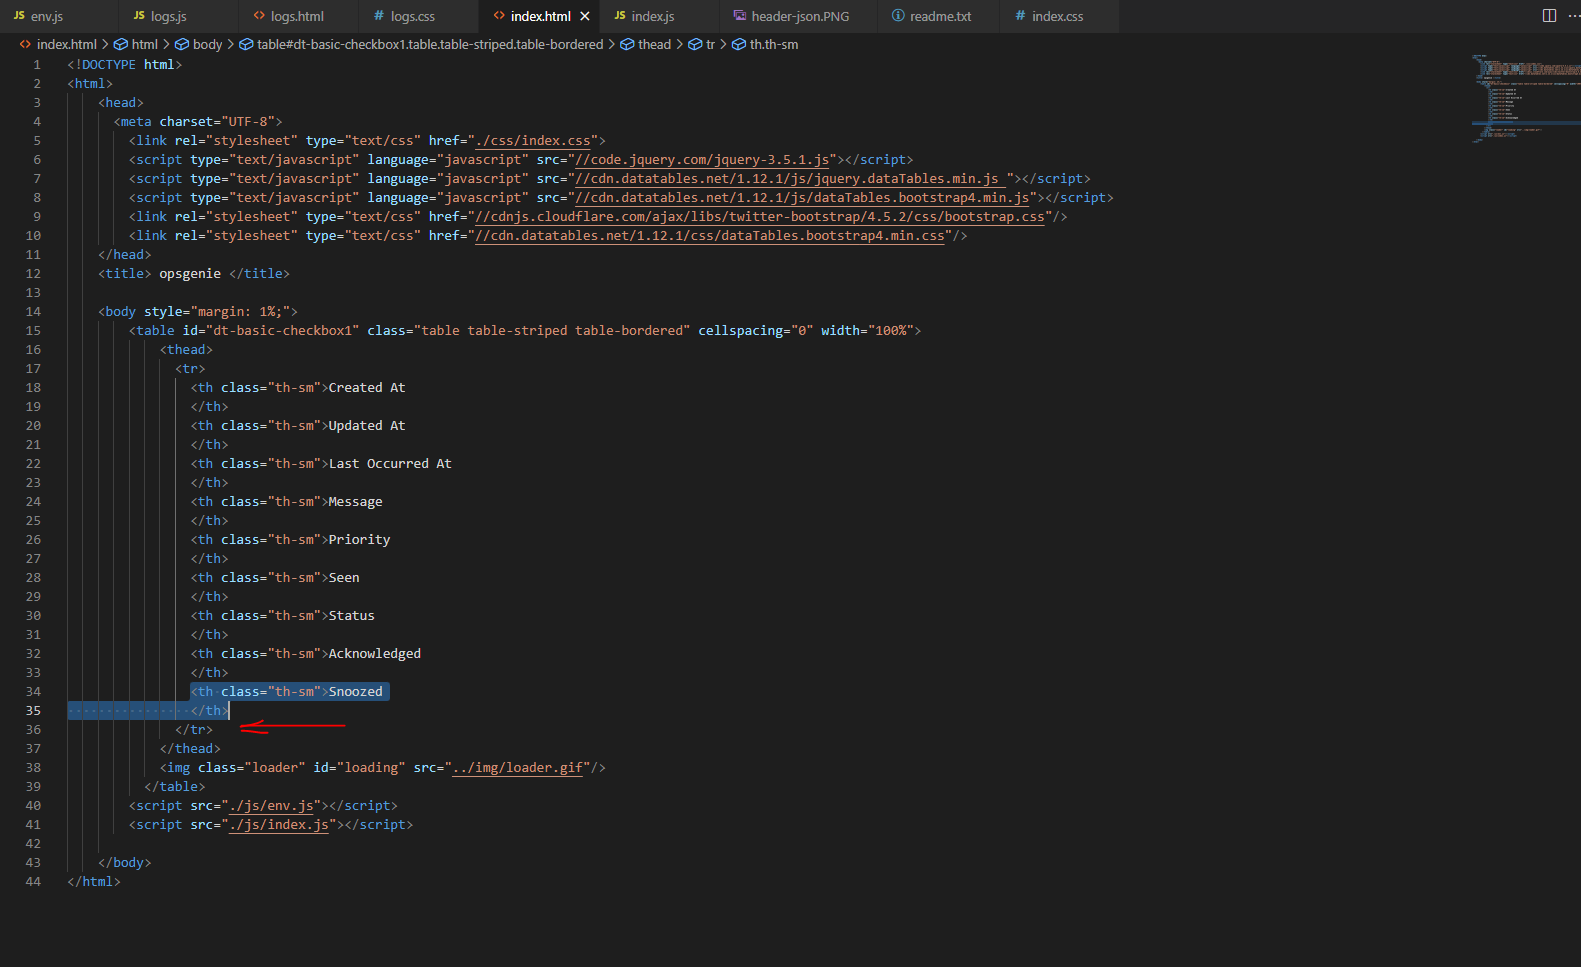 env.js logs.js logs.html logs.css index.html index.js header-json.PNG readme.txt index.css
index.html > html > body > table#dt-basic-checkbox1.table.table-striped.table-bordered > thead > tr > th.th-sm
1 <!DOCTYPE html>
2 <html>
3 <head>
4 <meta charset="UTF-8">
5 <link rel="stylesheet" type="text/css" href="./css/index.css">
6 <script type="text/javascript" language="javascript" src="//code.jquery.com/jquery-3.5.1.js"></script>
7 <script type="text/javascript" language="javascript" src="//cdn.datatables.net/1.12.1/js/jquery.dataTables.min.js "></script>
8 <script type="text/javascript" language="javascript" src="//cdn.datatables.net/1.12.1/js/dataTables.bootstrap4.min.js"></script>
9 <link rel="stylesheet" type="text/css" href="//cdnjs.cloudflare.com/ajax/libs/twitter-bootstrap/4.5.2/css/bootstrap.css"/>
10 <link rel="stylesheet" type="text/css" href="//cdn.datatables.net/1.12.1/css/dataTables.bootstrap4.min.css"/>
11 </head>
12 <title> opsgenie </title>
13
14 <body style="margin: 1%;">
15 <table id="dt-basic-checkbox1" class="table table-striped table-bordered" cellspacing="0" width="100%">
16 <thead>
17 <tr>
18 <th class="th-sm">Created At
19 </th>
20 <th class="th-sm">Updated At
21 </th>
22 <th class="th-sm">Last Occurred At
23 </th>
24 <th class="th-sm">Message
25 </th>
26 <th class="th-sm">Priority
27 </th>
28 <th class="th-sm">Seen
29 </th>
30 <th class="th-sm">Status
31 </th>
32 <th class="th-sm">Acknowledged
33 </th>
34 <th class="th-sm">Snoozed
35 </th>
36 </tr>
37 </thead>
38 <img class="loader" id="loading" src="../img/loader.gif"/>
39 </table>
40 <script src="./js/env.js"></script>
41 <script src="./js/index.js"></script>
42
43 </body>
44 </html>